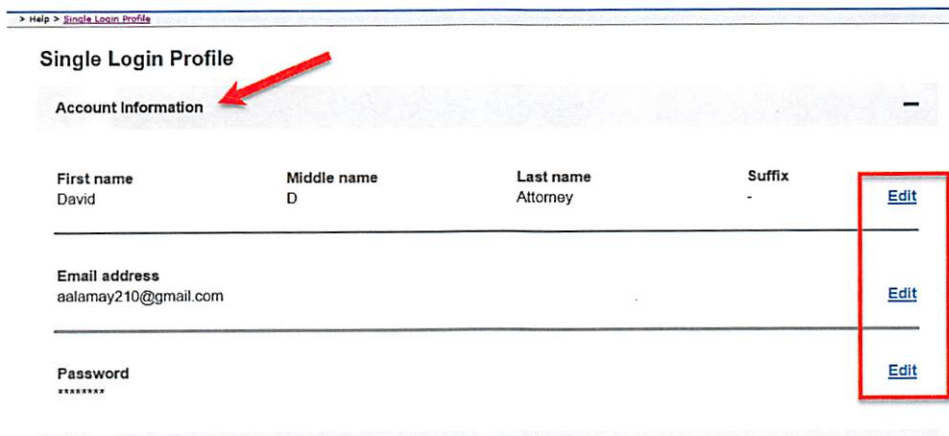 > Help > Single Login Profile
Single Login Profile
Account Information
First name Middle name Last name Suffix
David D Attorney - Edit
Email address
aalamay210@gmail.com Edit
Password Edit
********